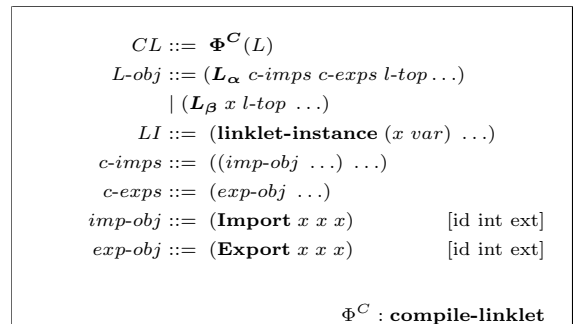 CL ::= Φ^C(L)
L-obj ::= (L_α c-imps c-exps l-top ...)
| (L_β x l-top ...)
LI ::= (linklet-instance (x var) ...)
c-imps ::= ((imp-obj ...) ...)
c-exps ::= (exp-obj ...)
imp-obj ::= (Import x x x) [id int ext]
exp-obj ::= (Export x x x) [id int ext]
Φ^C : compile-linklet